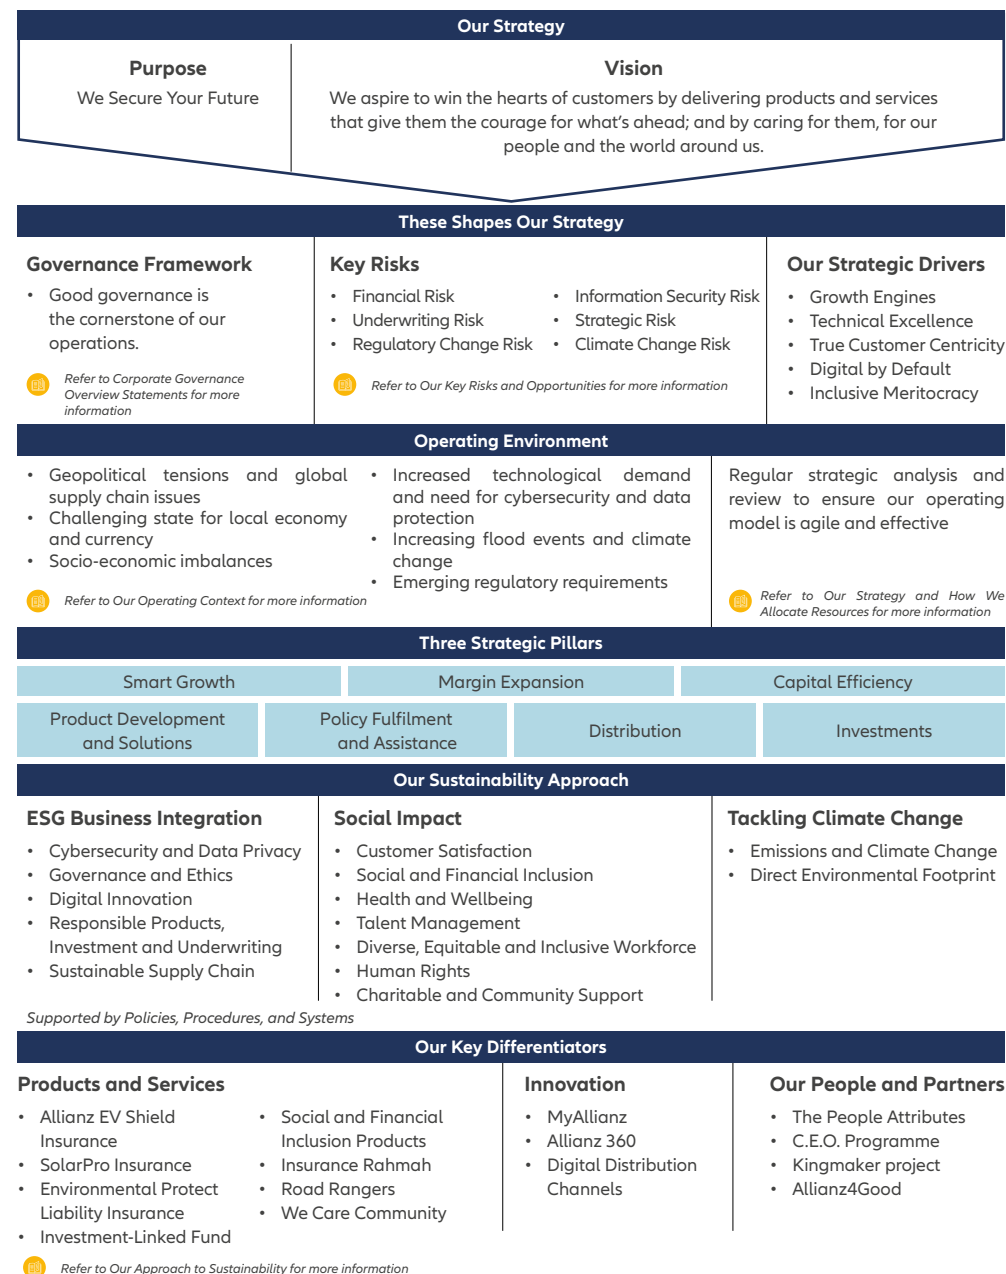 Our Strategy
Purpose
We Secure Your Future
Vision
We aspire to win the hearts of customers by delivering products and services
that give them the courage for what's ahead; and by caring for them, for our
people and the world around us.
These Shapes Our Strategy
Governance Framework
• Good governance is
the cornerstone of our
operations.
Refer to Corporate Governance
Overview Statements for more
information
Key Risks
• Financial Risk
• Underwriting Risk
• Regulatory Change Risk
• Information Security Risk
• Strategic Risk
• Climate Change Risk
Refer to Our Key Risks and Opportunities for more information
Our Strategic Drivers
• Growth Engines
• Technical Excellence
• True Customer Centricity
• Digital by Default
• Inclusive Meritocracy
Operating Environment
• Geopolitical tensions and global
supply chain issues
• Challenging state for local economy
and currency
• Socio-economic imbalances
Refer to Our Operating Context for more information
• Increased technological demand
and need for cybersecurity and data
protection
• Increasing flood events and climate
change
• Emerging regulatory requirements
Regular strategic analysis and
review to ensure our operating
model is agile and effective
Refer to Our Strategy and How We
Allocate Resources for more information
Three Strategic Pillars
Smart Growth
Margin Expansion
Capital Efficiency
Product Development
and Solutions
Policy Fulfilment
and Assistance
Distribution
Investments
Our Sustainability Approach
ESG Business Integration
• Cybersecurity and Data Privacy
• Governance and Ethics
• Digital Innovation
• Responsible Products,
Investment and Underwriting
• Sustainable Supply Chain
Social Impact
• Customer Satisfaction
• Social and Financial Inclusion
• Health and Wellbeing
• Talent Management
• Diverse, Equitable and Inclusive Workforce
• Human Rights
• Charitable and Community Support
Tackling Climate Change
• Emissions and Climate Change
• Direct Environmental Footprint
Supported by Policies, Procedures, and Systems
Our Key Differentiators
Products and Services
• Allianz EV Shield
Insurance
• SolarPro Insurance
• Environmental Protect
Liability Insurance
• Investment-Linked Fund
• Social and Financial
Inclusion Products
• Insurance Rahmah
• Road Rangers
• We Care Community
Innovation
• MyAllianz
• Allianz 360
• Digital Distribution
Channels
Our People and Partners
• The People Attributes
• C.E.O. Programme
• Kingmaker project
• Allianz4Good
Refer to Our Approach to Sustainability for more information